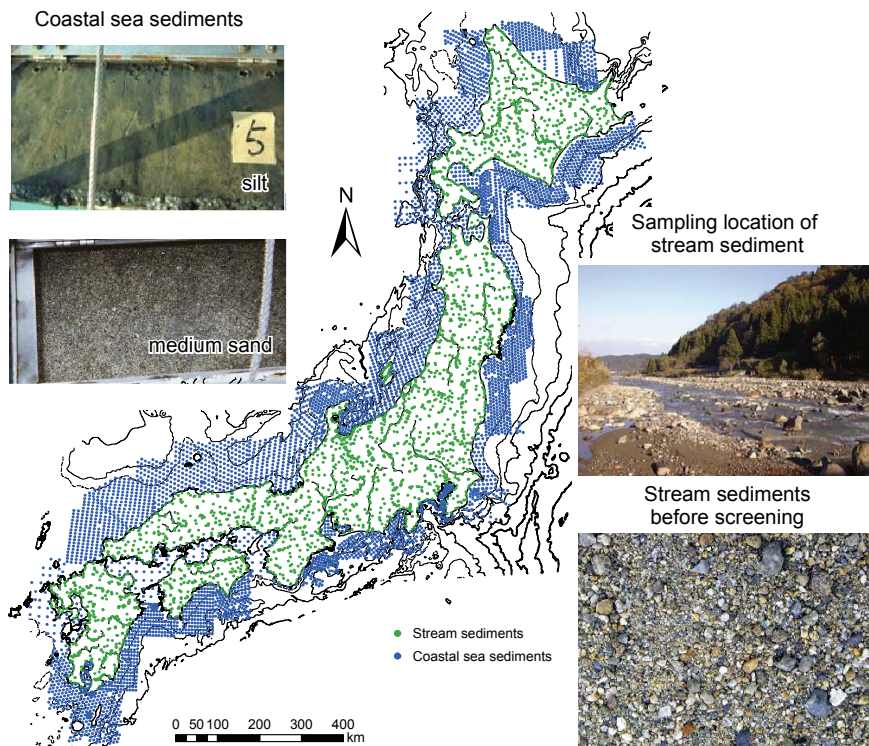 Coastal sea sediments
5
silt
medium sand
N
Sampling location of
stream sediment
Stream sediments
before screening
Stream sediments
Coastal sea sediments
0 50 100 200 300 400
km